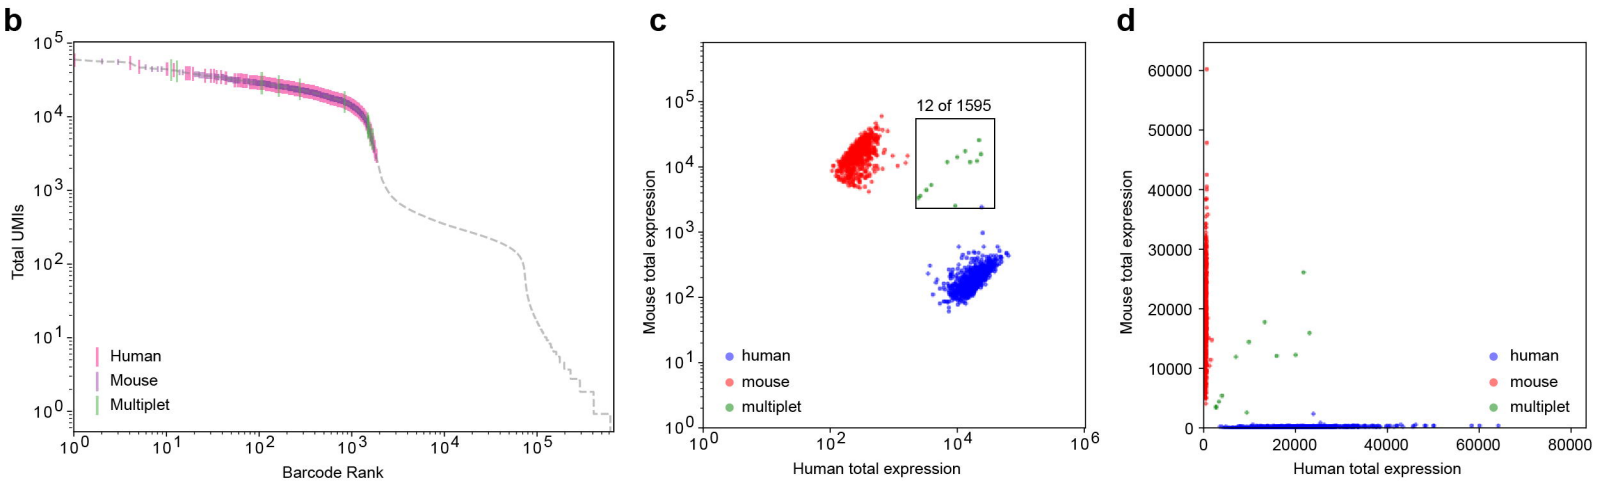 b
10^5
10^4
10^3
10^2
10^1
10^0
Total UMIs
Human
Mouse
Multiplet
10^0 10^1 10^2 10^3 10^4 10^5
Barcode Rank
c
12 of 1595
10^5
10^4
10^3
10^2
10^1
10^0
Mouse total expression
human
mouse
multiplet
10^0 10^2 10^4 10^6
Human total expression
d
60000
50000
40000
30000
20000
10000
0
Mouse total expression
human
mouse
multiplet
0 20000 40000 60000 80000
Human total expression